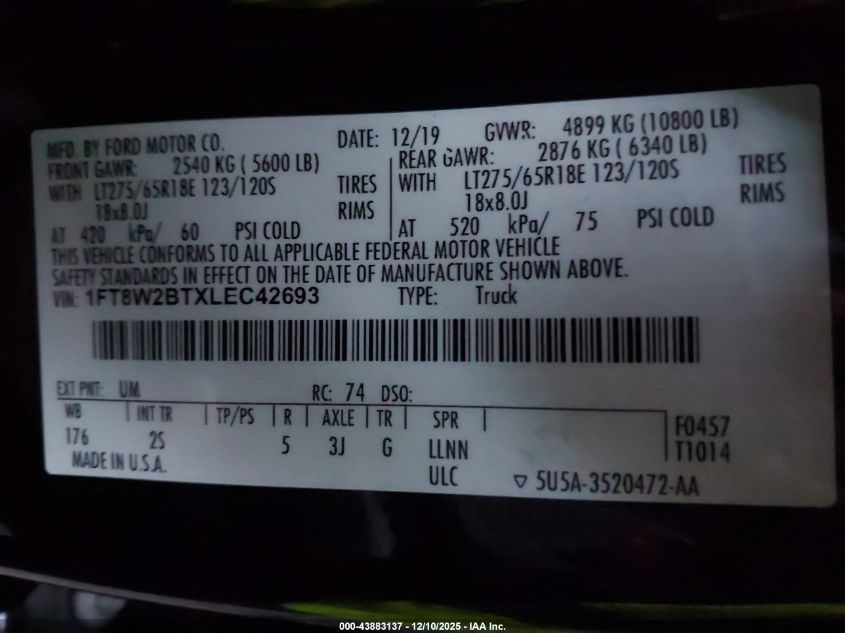 MFD. BY FORD MOTOR CO. DATE: 12/19 GVWR: 4899 KG (10800 LB)
FRONT GAWR: 2540 KG ( 5600 LB) REAR GAWR: 2876 KG ( 6340 LB)
WITH LT275/65R18E 123/120S TIRES WITH LT275/65R18E 123/120S TIRES
18x8.0J RIMS 18x8.0J RIMS
AT 420 kPa/ 60 PSI COLD AT 520 kPa/ 75 PSI COLD
THIS VEHICLE CONFORMS TO ALL APPLICABLE FEDERAL MOTOR VEHICLE
SAFETY STANDARDS IN EFFECT ON THE DATE OF MANUFACTURE SHOWN ABOVE.
VIN: 1FT8W2BTXLEC42693 TYPE: Truck
EXT PNT: UM RC: 74 DSO:
WB INT TR TP/PS R AXLE TR SPR F0457
176 2S 5 3J G LLNN T1014
MADE IN U.S.A. ULC ▽ 5U5A-3520472-AA
000-43883137 - 12/10/2025 - IAA Inc.